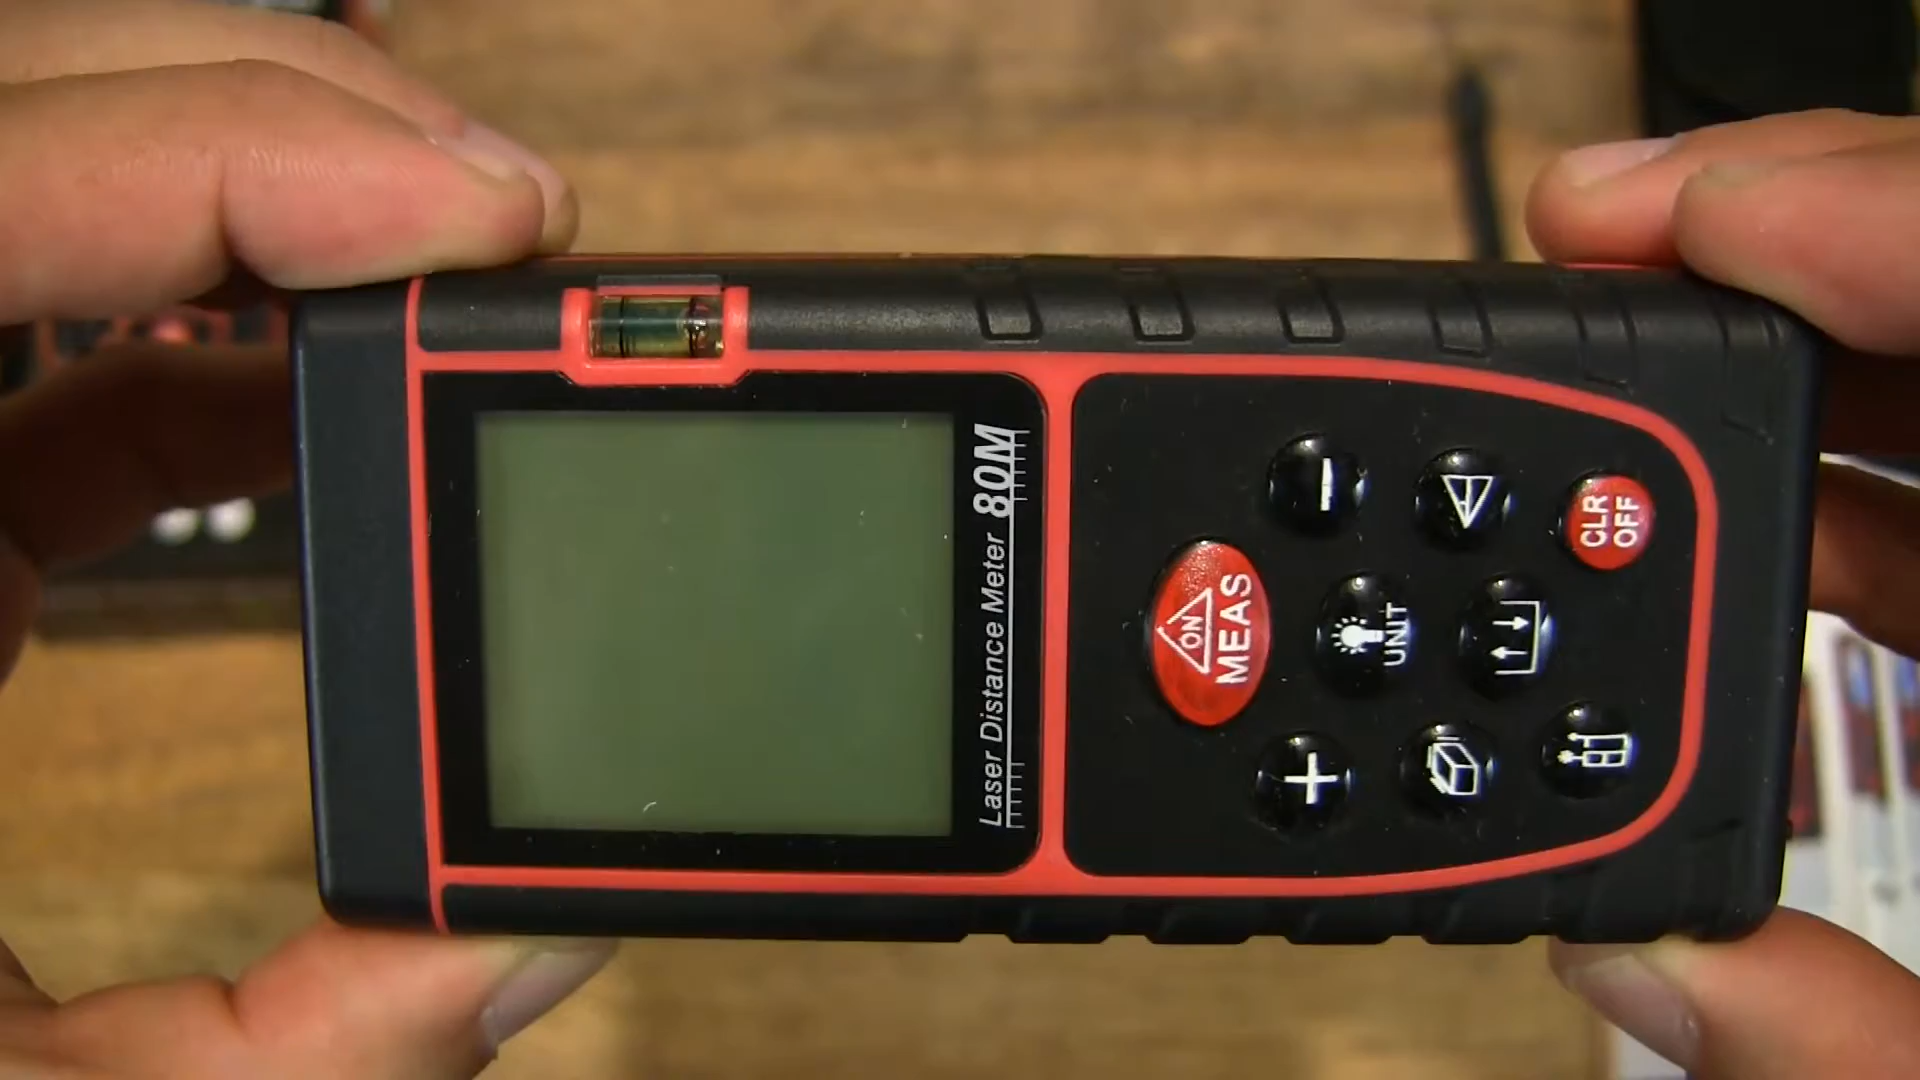 Laser Distance Meter 80M
ON
MEAS
UNIT
CLR
OFF